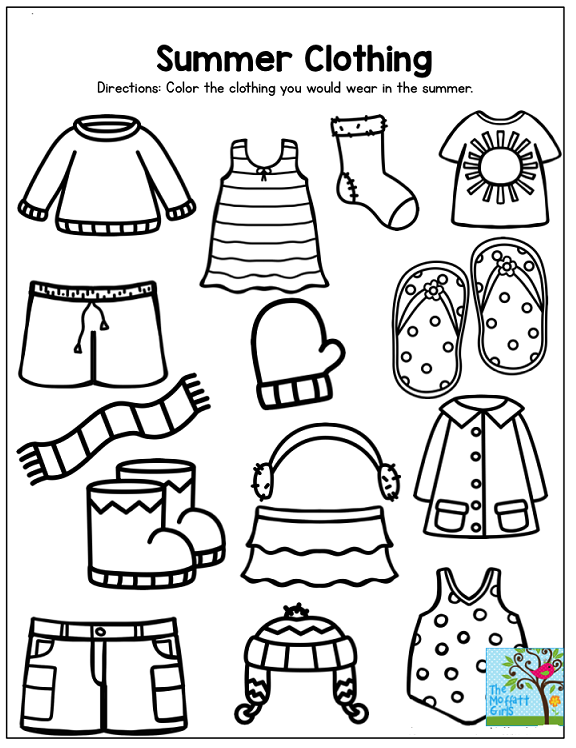 Summer Clothing
Directions: Color the clothing you would wear in the summer.
The
Moffatt
Girls